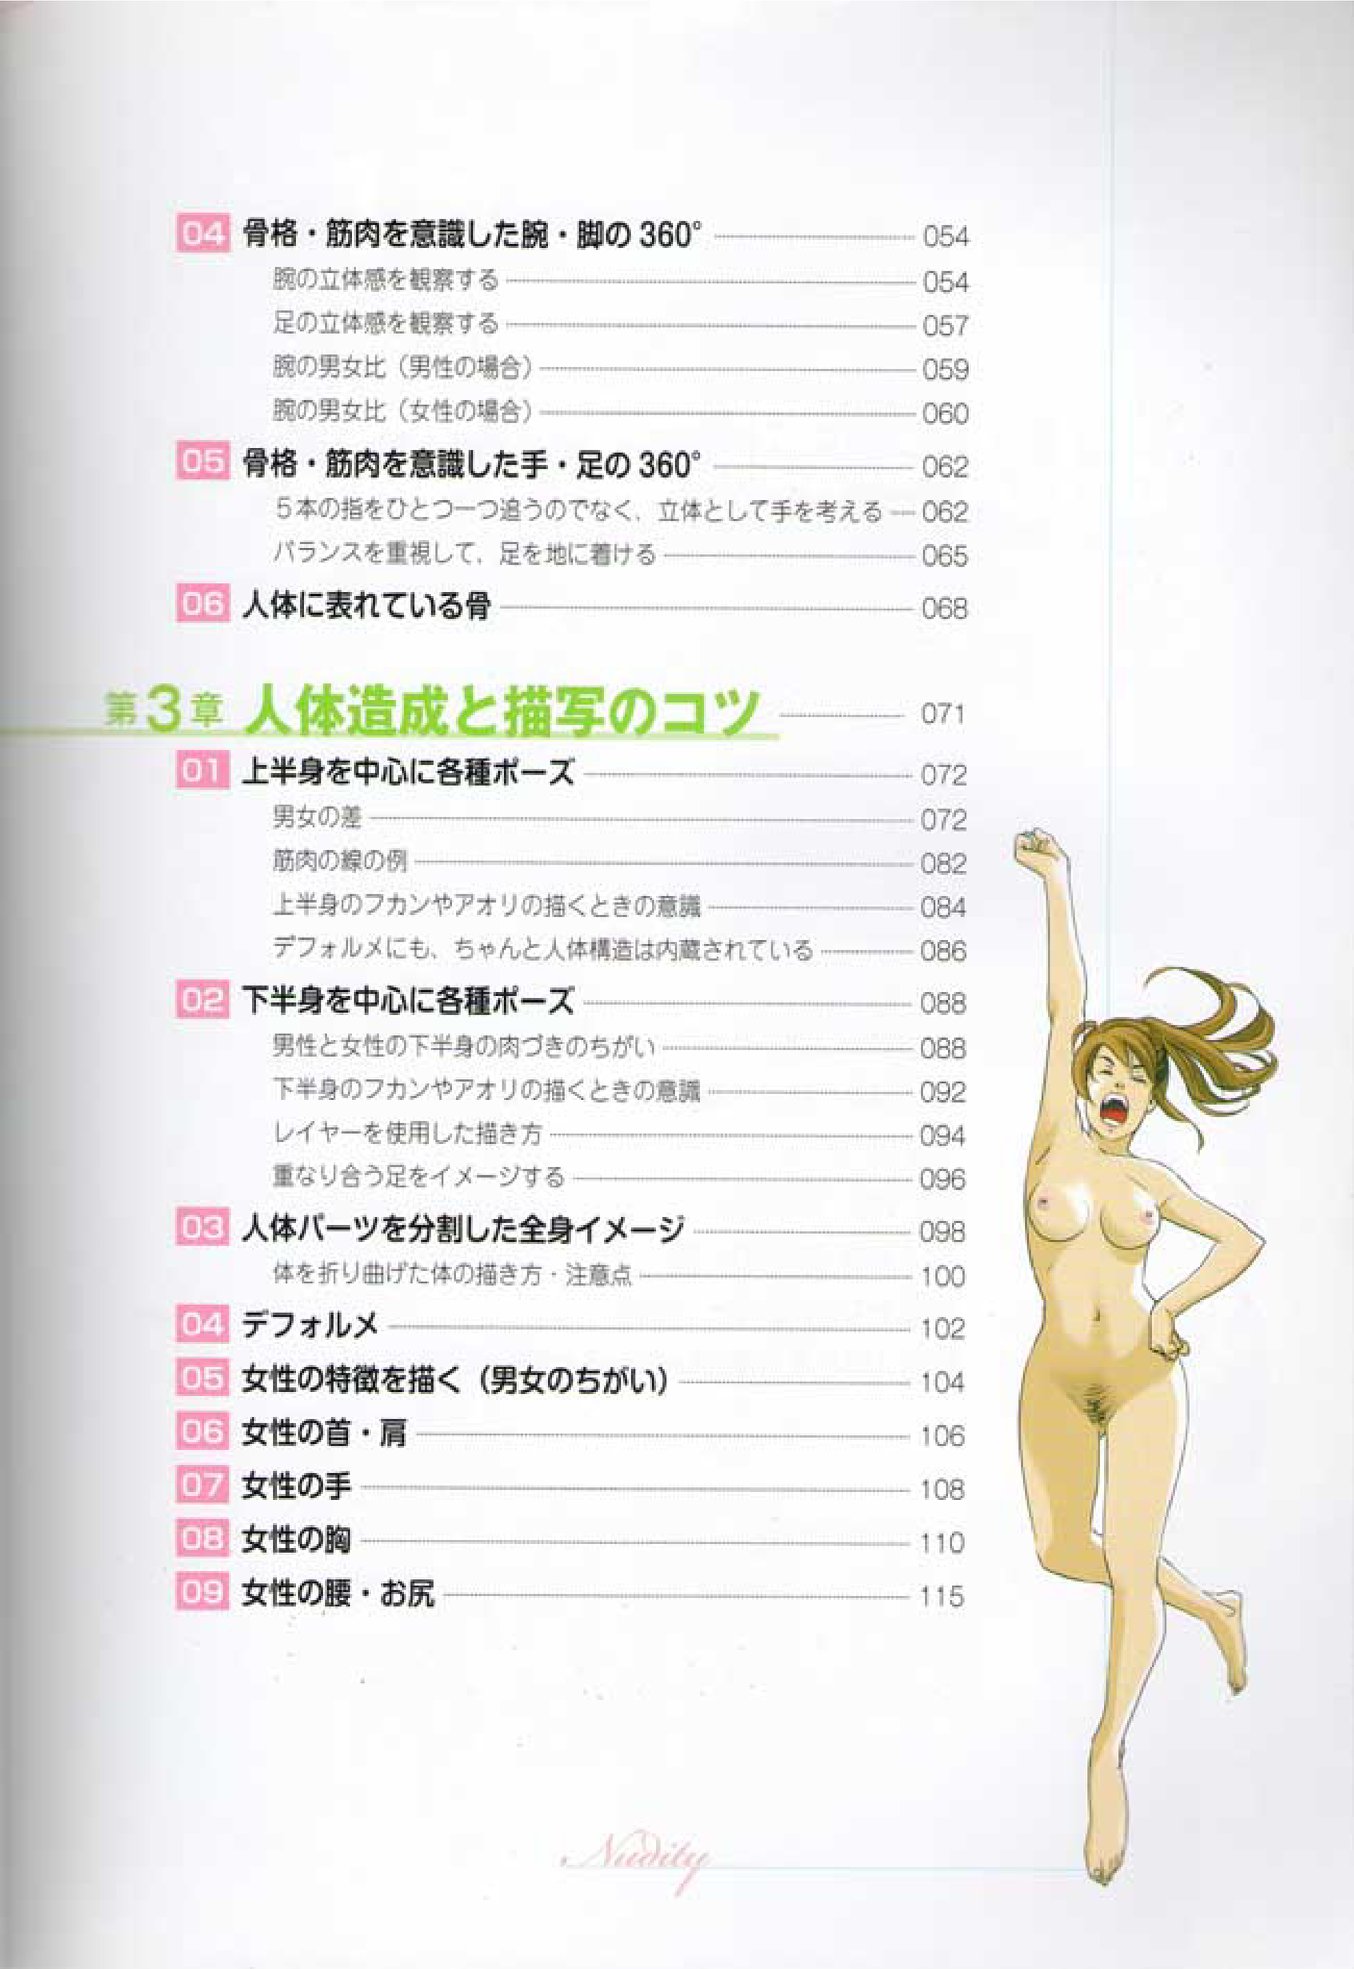 04 骨格・筋肉を意識した腕・脚の360° 054
腕の立体感を観察する 054
足の立体感を観察する 057
腕の男女比（男性の場合） 059
腕の男女比（女性の場合） 060
05 骨格・筋肉を意識した手・足の360° 062
5本の指をひとつ一つ追うのでなく、立体として手を考える 062
バランスを重視して、足を地に着ける 065
06 人体に表れている骨 068
第3章 人体造成と描写のコツ 071
01 上半身を中心に各種ポーズ 072
男女の差 072
筋肉の線の例 082
上半身のフカンやアオリの描くときの意識 084
デフォルメにも、ちゃんと人体構造は内蔵されている 086
02 下半身を中心に各種ポーズ 088
男性と女性の下半身の肉づきのちがい 088
下半身のフカンやアオリの描くときの意識 092
レイヤーを使用した描き方 094
重なり合う足をイメージする 096
03 人体パーツを分割した全身イメージ 098
体を折り曲げた体の描き方・注意点 100
04 デフォルメ 102
05 女性の特徴を描く（男女のちがい） 104
06 女性の首・肩 106
07 女性の手 108
08 女性の胸 110
09 女性の腰・お尻 115
Nudity